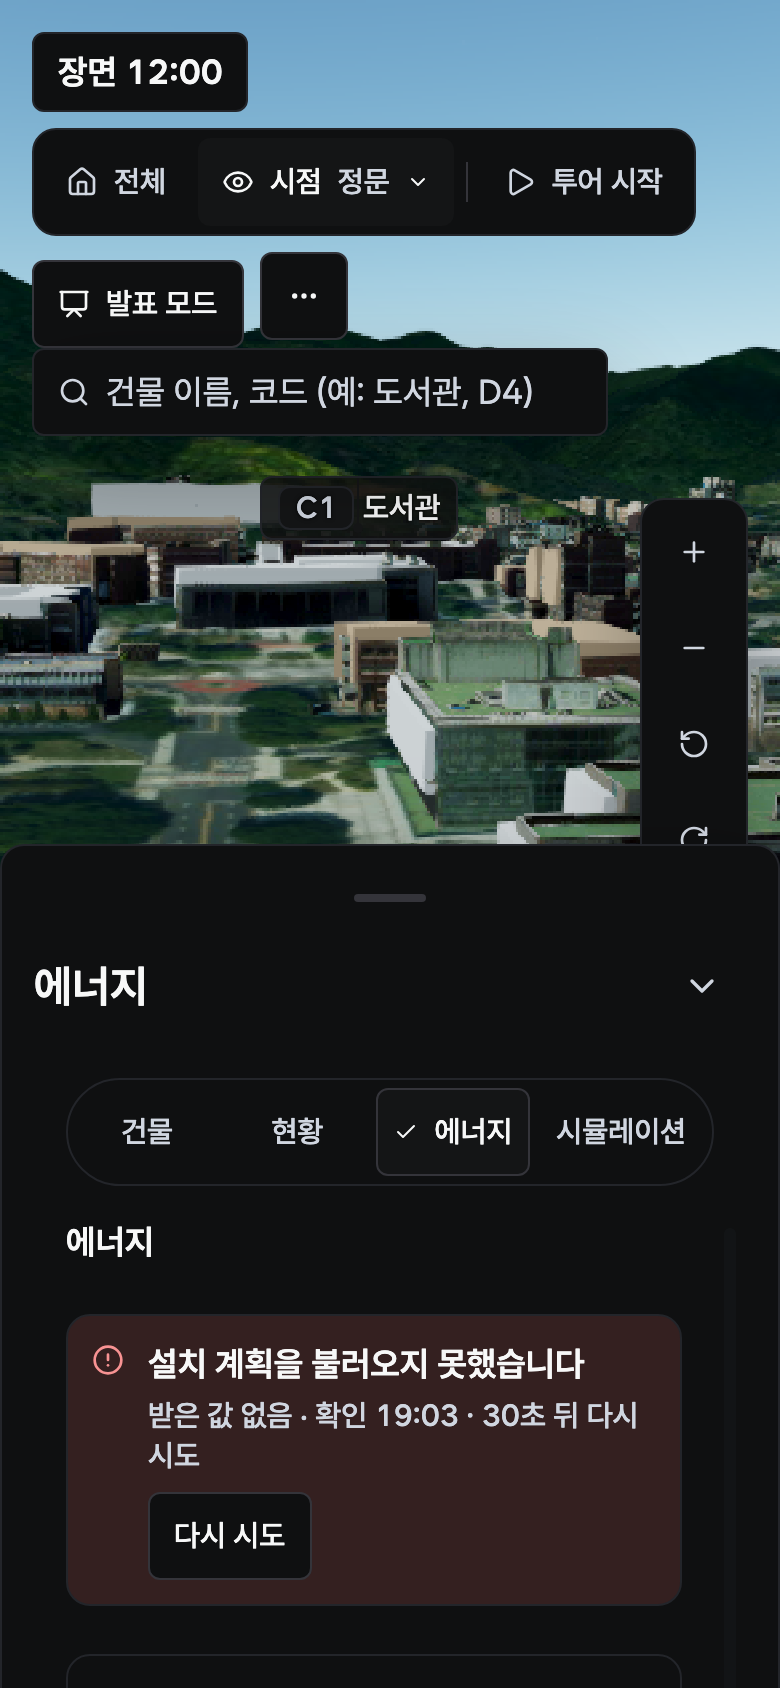 장면 12:00
전체 시점 정문 투어 시작
발표 모드 ···
건물 이름, 코드 (예: 도서관, D4)
C1 도서관
에너지
건물 현황 에너지 시뮬레이션
에너지
설치 계획을 불러오지 못했습니다
받은 값 없음 · 확인 19:03 · 30초 뒤 다시
시도
다시 시도